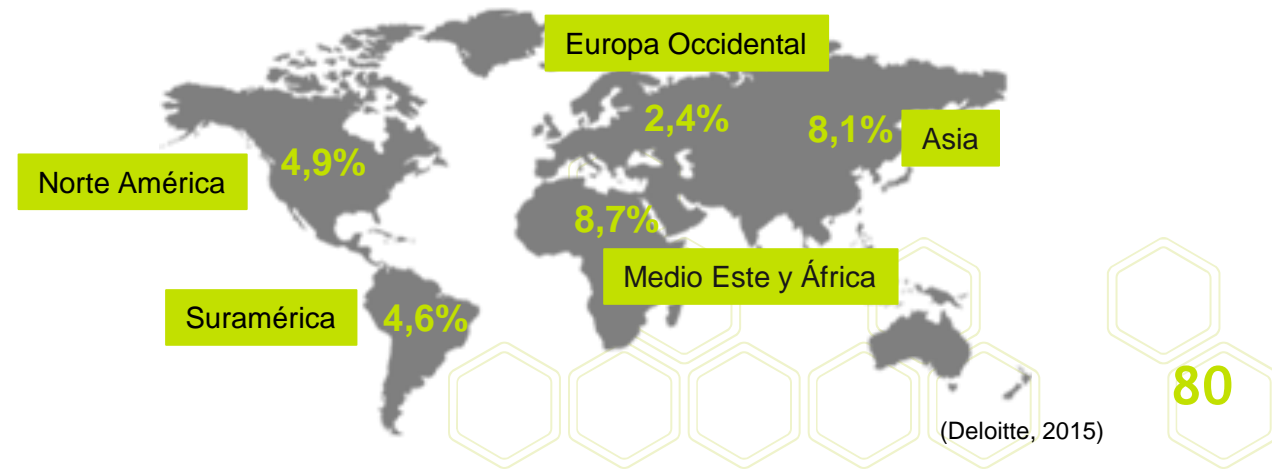 Europa Occidental
2,4%
8,1%
Asia
4,9%
Norte América
8,7%
Medio Este y África
Suramérica
4,6%
80
(Deloitte, 2015)